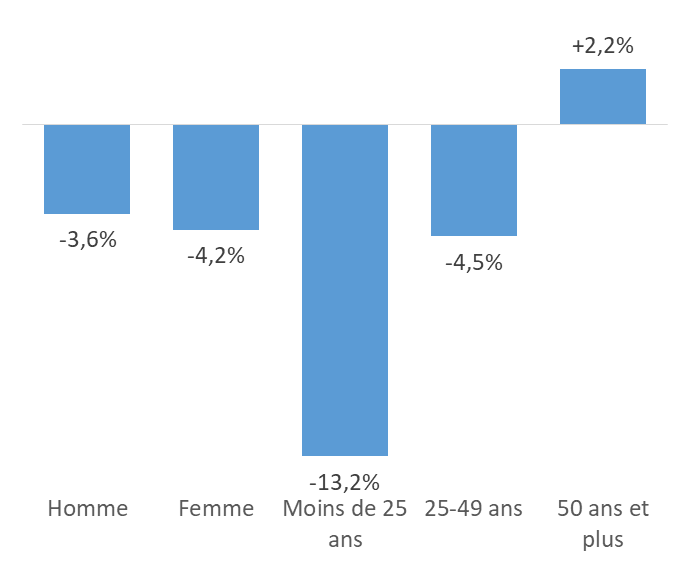 +2,2%
-3,6%
-4,2%
-4,5%
-13,2%
Homme
Femme
Moins de 25
ans
25-49 ans
50 ans et
plus